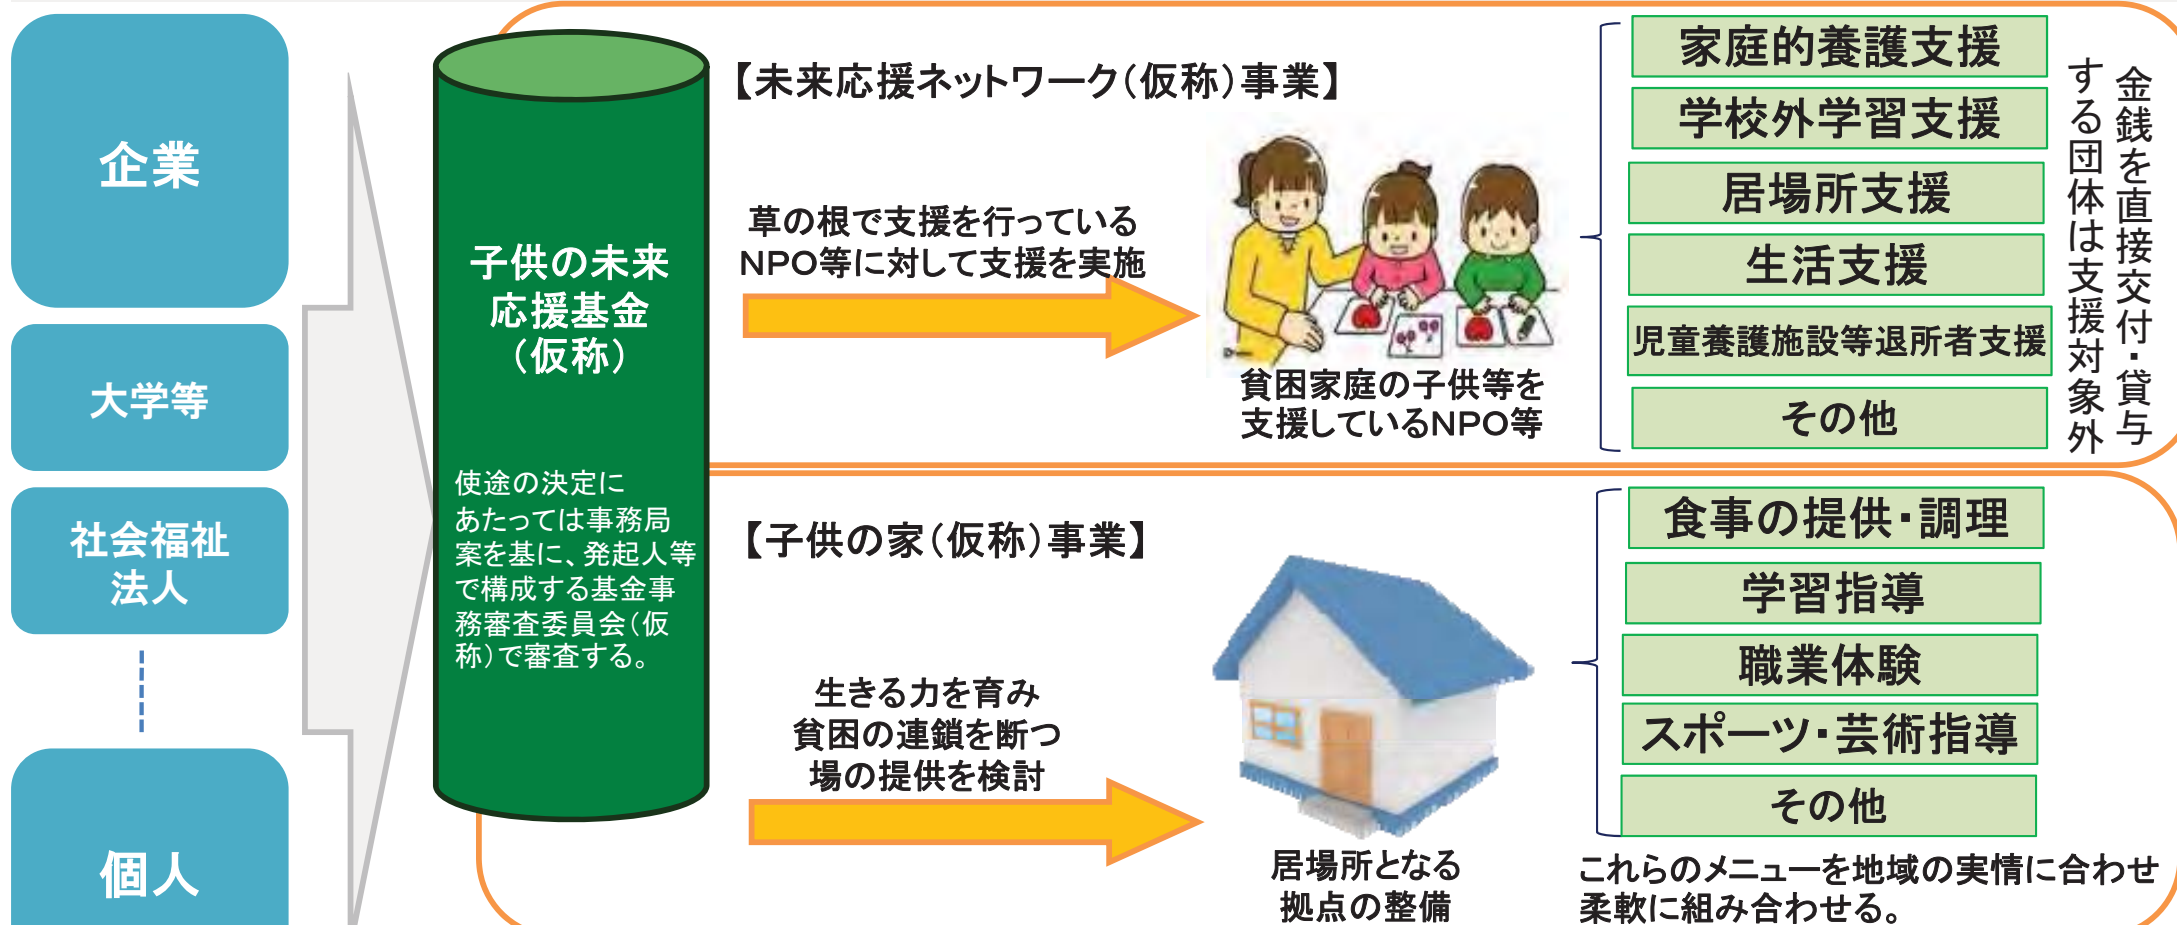 企業
大学等
社会福祉
法人
個人
子供の未来
応援基金
（仮称）
使途の決定に
あたっては事務局
案を基に、発起人等
で構成する基金事
務審査委員会（仮
称）で審査する。
【未来応援ネットワーク（仮称）事業】
草の根で支援を行っている
NPO等に対して支援を実施
貧困家庭の子供等を
支援しているNPO等
家庭的養護支援
学校外学習支援
居場所支援
生活支援
児童養護施設等退所者支援
その他
金銭を直接交付・貸与
する団体は支援対象外
【子供の家（仮称）事業】
生きる力を育み
貧困の連鎖を断つ
場の提供を検討
居場所となる
拠点の整備
食事の提供・調理
学習指導
職業体験
スポーツ・芸術指導
その他
これらのメニューを地域の実情に合わせ
柔軟に組み合わせる。